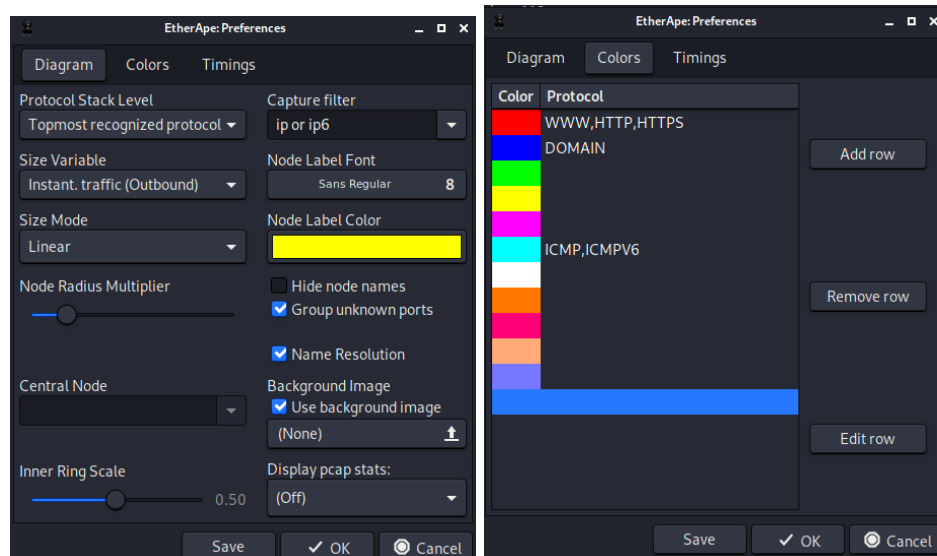 EtherApe: Preferences
Diagram Colors Timings
Protocol Stack Level
Topmost recognized protocol
Size Variable
Instant. traffic (Outbound)
Size Mode
Linear
Node Radius Multiplier
Central Node
Inner Ring Scale
0.50
Capture filter
ip or ip6
Node Label Font
Sans Regular 8
Node Label Color
Hide node names
Group unknown ports
Name Resolution
Background Image
Use background image
(None)
Display pcap stats:
(Off)
Save OK Cancel
EtherApe: Preferences
Diagram Colors Timings
Color Protocol
WWW,HTTP,HTTPS
DOMAIN
ICMP,ICMPV6
Add row
Remove row
Edit row
Save OK Cancel